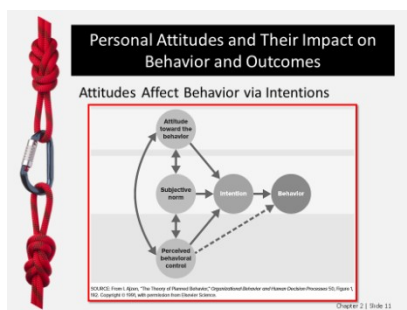 Personal Attitudes and Their Impact on
Behavior and Outcomes
Attitudes Affect Behavior via Intentions
Attitude
toward the
behavior
Subjective
norm
Intention
Behavior
Perceived
behavioral
control
SOURCE: From I. Ajzen, "The Theory of Planned Behavior," Organizational Behavior and Human Decision Processes 50, Figure 1,
182. Copyright © 1991, with permission from Elsevier Science.
Chapter 2 | Slide 11